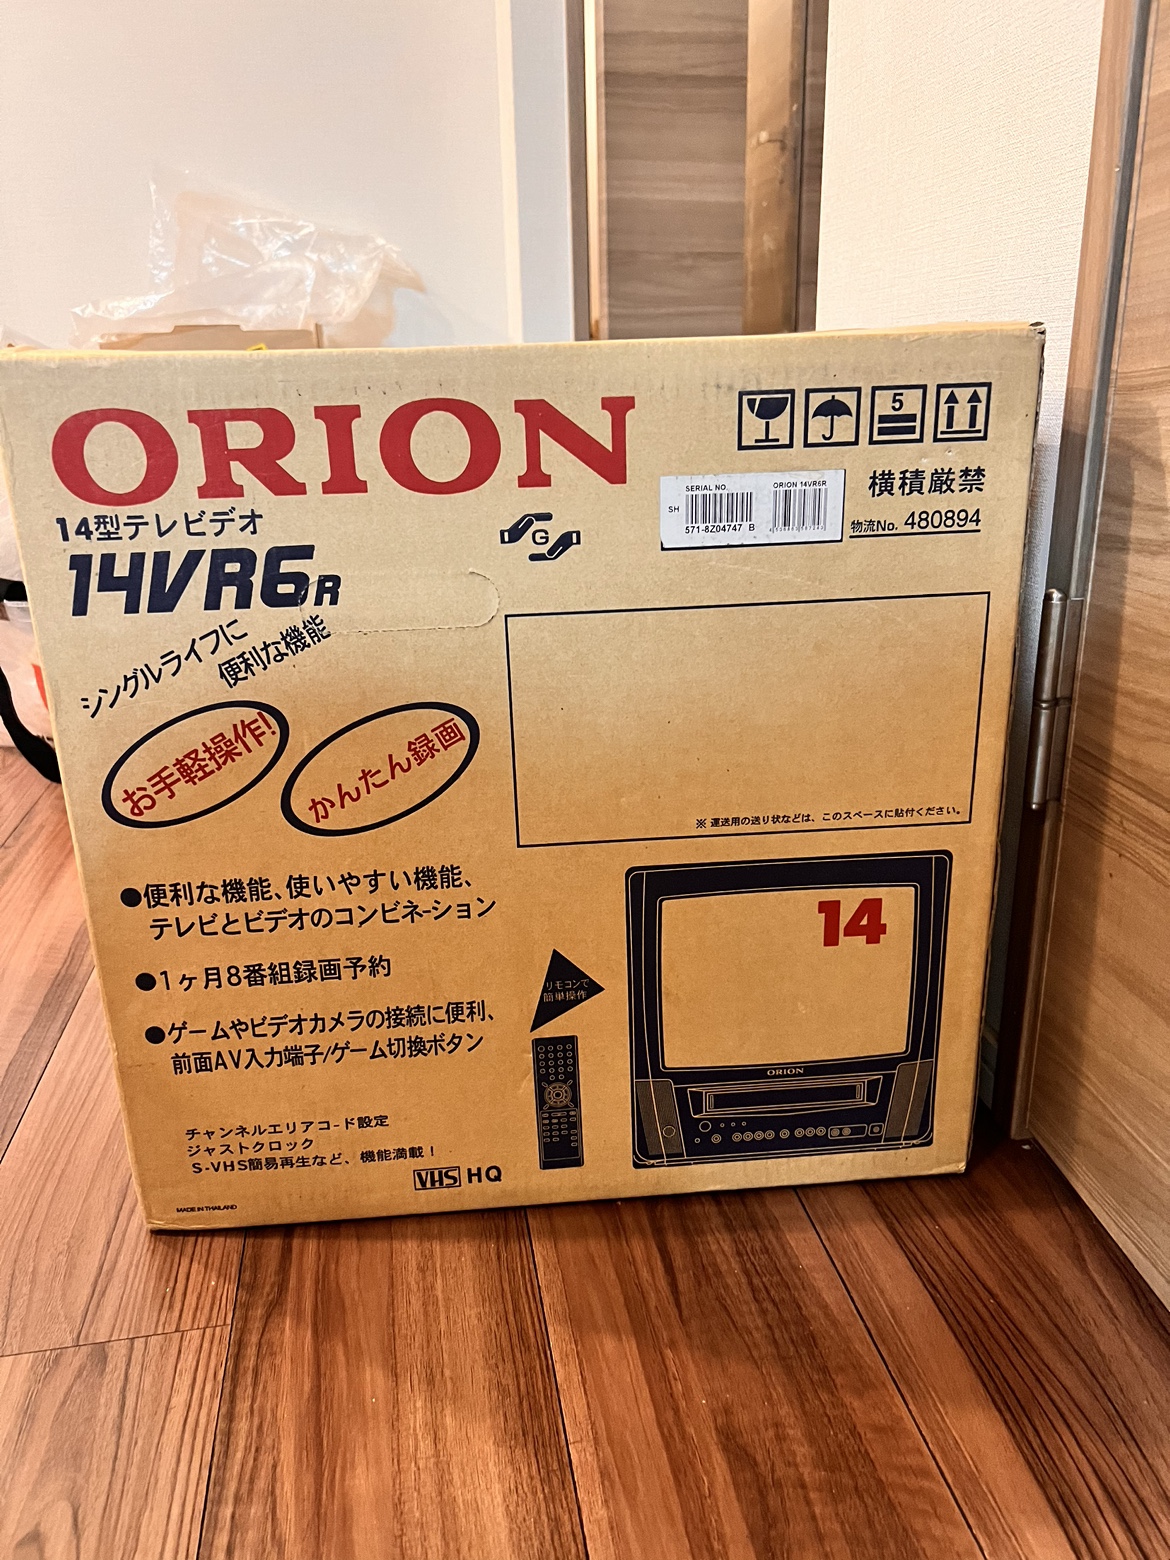 ORION
14型テレビデオ
14VR6R
シングルライフに
便利な機能
お手軽操作!
かんたん録画
●便利な機能、使いやすい機能、
テレビとビデオのコンビネーション
●1ヶ月8番組録画予約
●ゲームやビデオカメラの接続に便利、
前面AV入力端子/ゲーム切換ボタン
チャンネルエリアコード設定
ジャストクロック
S-VHS簡易再生など、機能満載!
VHS HQ
MADE IN THAILAND
G
5
横積厳禁
物流No. 480894
SERIAL NO. ORION 14VR6R
SH
571-8Z04747 B
※ 運送用の送り状などは、このスペースに貼付ください。
14
リモコンで
簡単操作
ORION